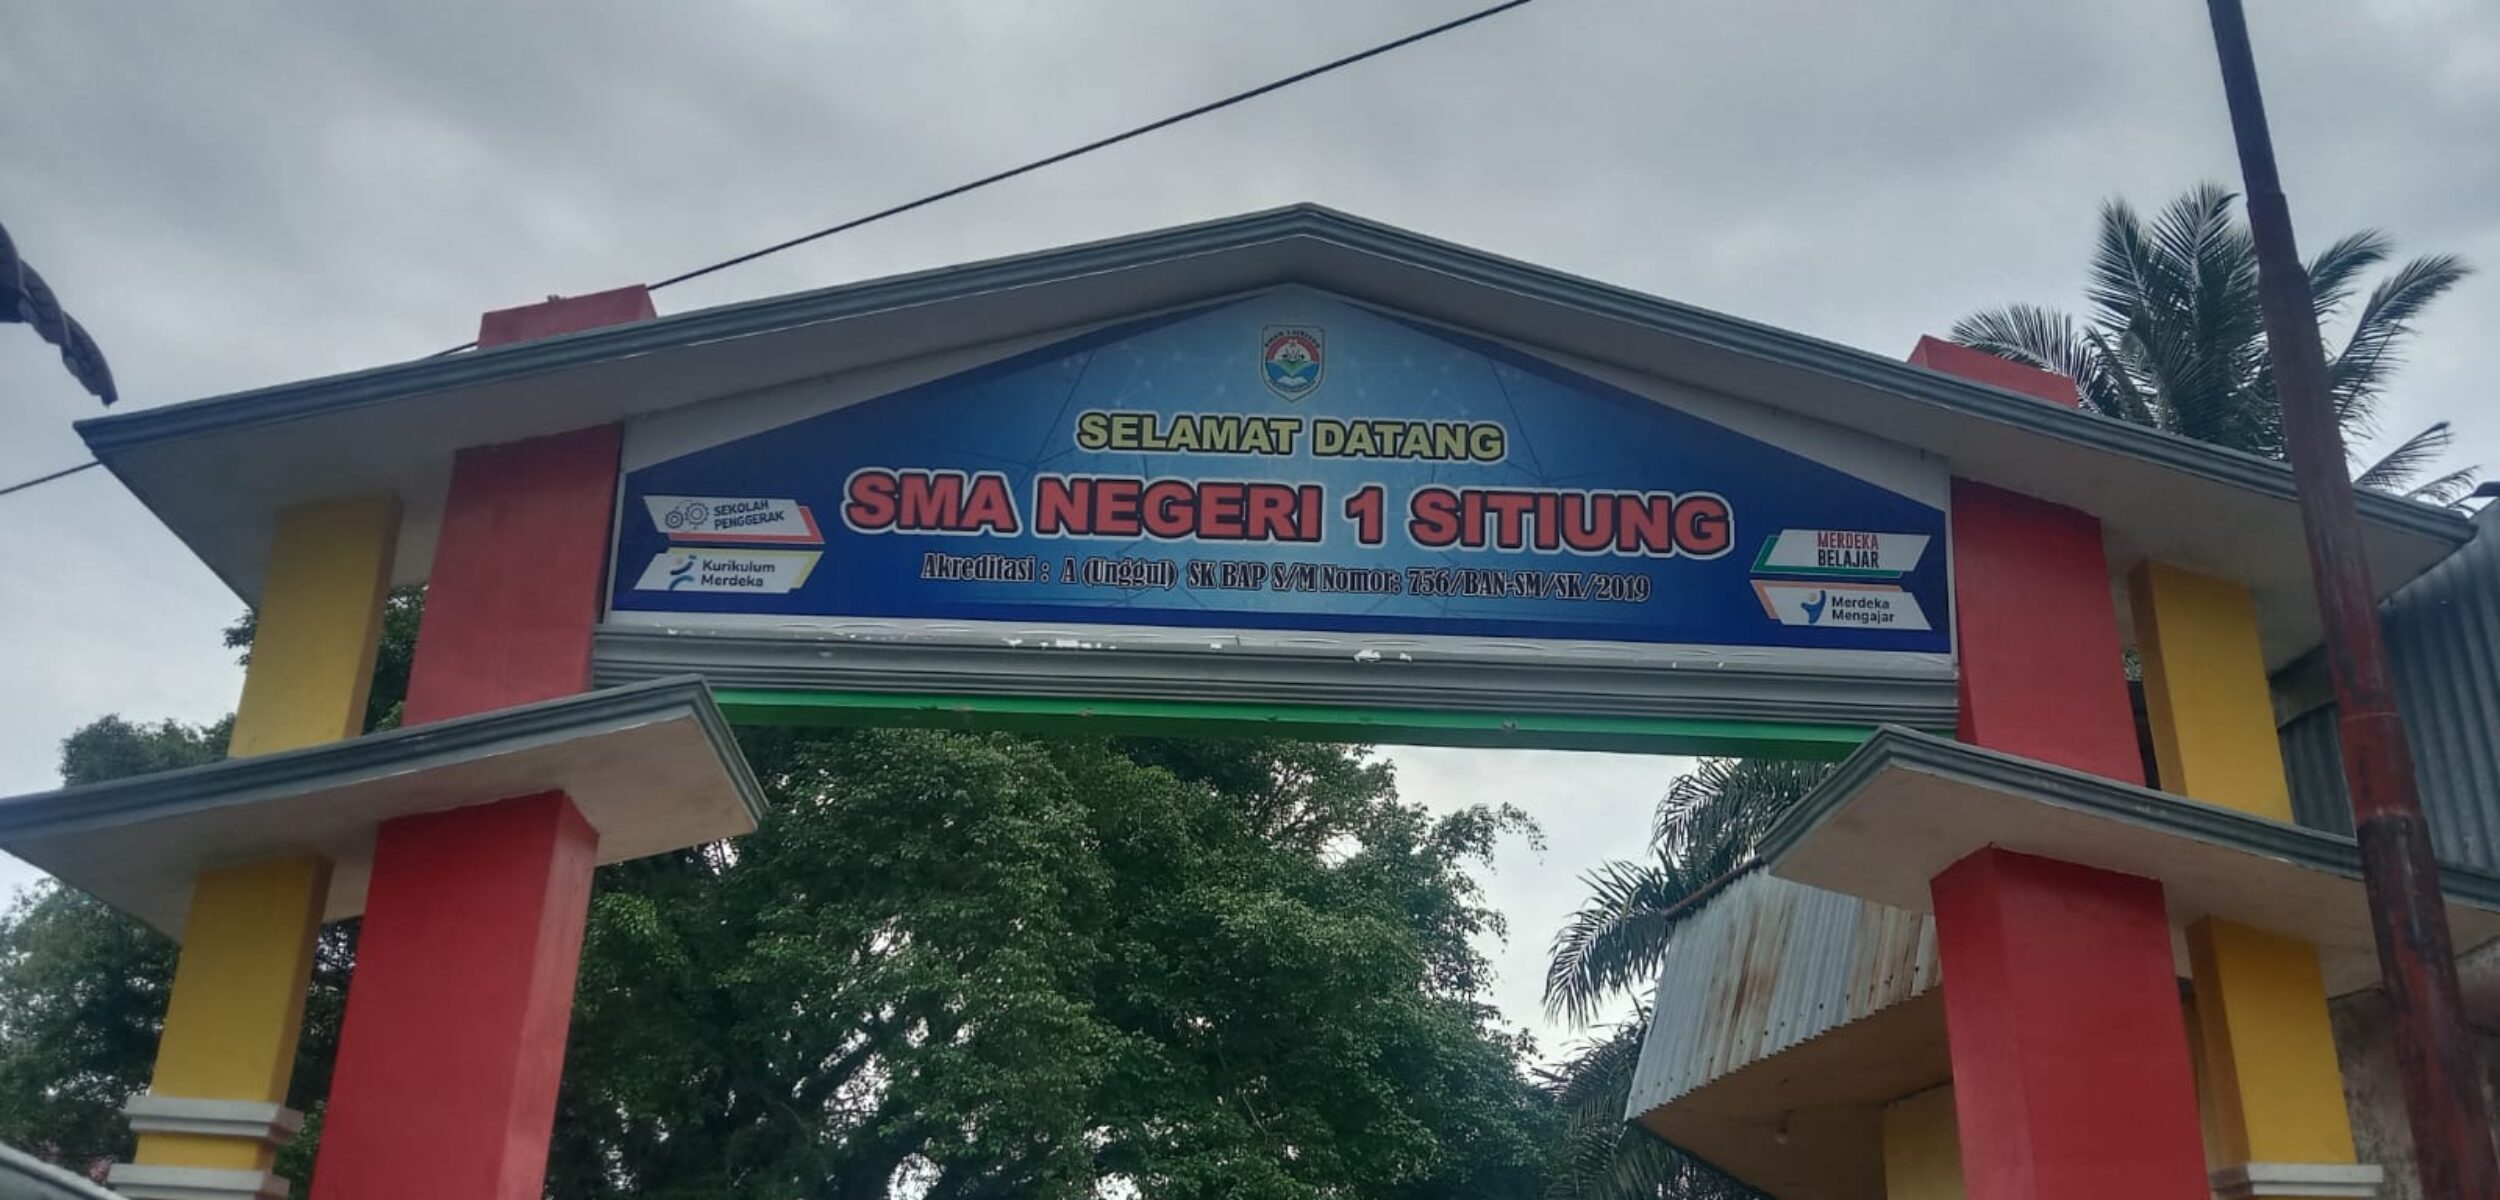 SELAMAT DATANG
SMA NEGERI 1 SITIUNG
Akreditasi : A (Unggul) SK BAP S/M Nomor: 756/BAN-SM/SK/2019
SEKOLAH
PENGGERAK
Kurikulum
Merdeka
MERDEKA
BELAJAR
Merdeka
Mengajar